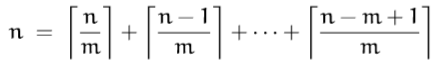 n = ⌈n/m⌉ + ⌈(n − 1)/m⌉ + ⋯ + ⌈(n − m + 1)/m⌉